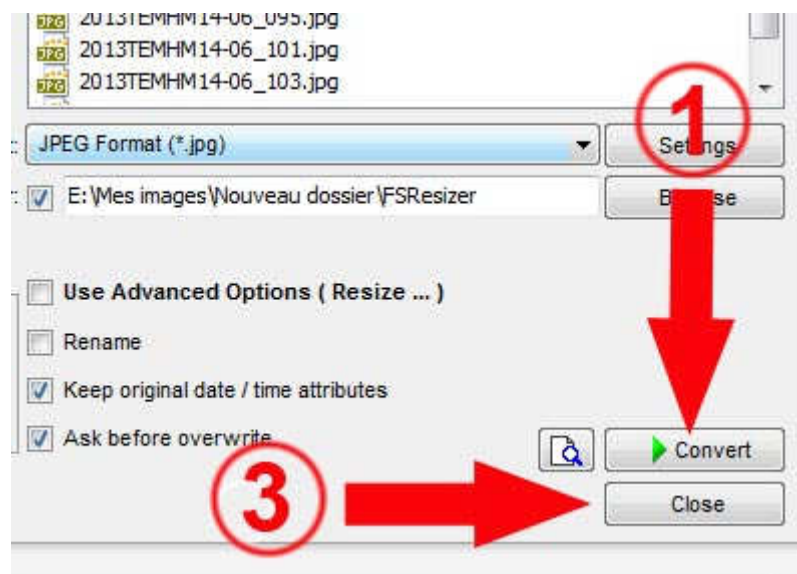 2013TEMHM14-06_095.jpg
2013TEMHM14-06_101.jpg
2013TEMHM14-06_103.jpg
1
JPEG Format (*.jpg)
Settings
E:\Mes images\Nouveau dossier\FSResizer
Browse
Use Advanced Options ( Resize ... )
Rename
Keep original date / time attributes
Ask before overwrite
Convert
3
Close